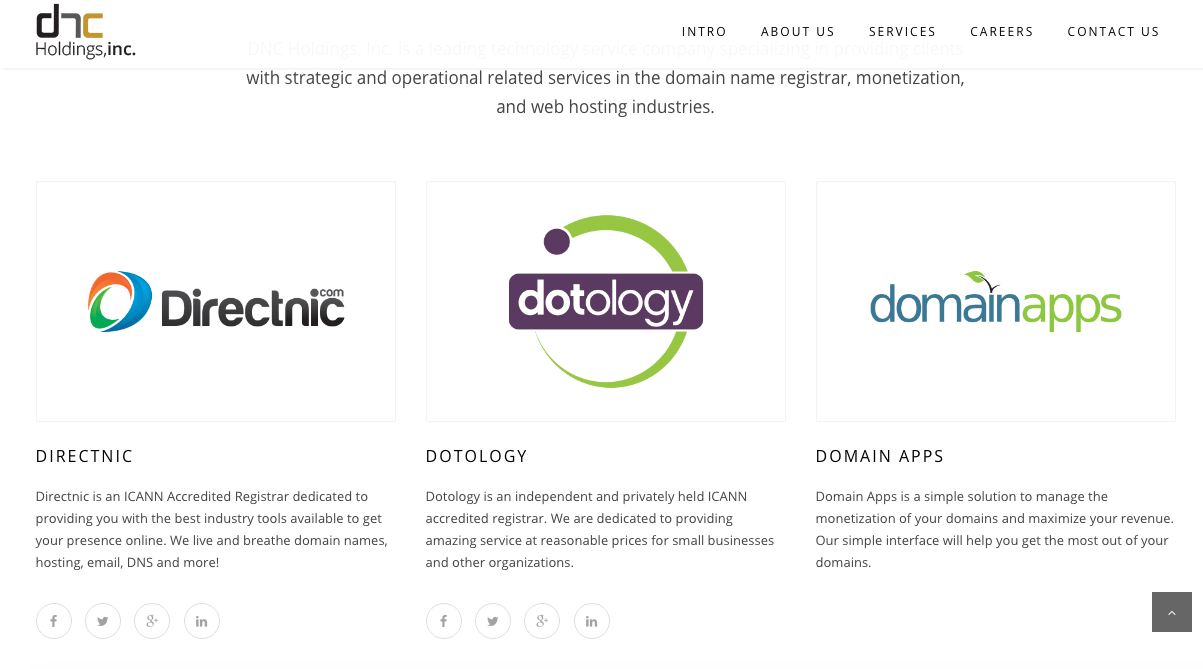 dnc
Holdings,inc.
INTRO
ABOUT US
SERVICES
CAREERS
CONTACT US
DNC Holdings, Inc. is a leading technology service company specializing in providing clients
with strategic and operational related services in the domain name registrar, monetization,
and web hosting industries.
Directnic.com
dotology
domainapps
DIRECTNIC
Directnic is an ICANN Accredited Registrar dedicated to
providing you with the best industry tools available to get
your presence online. We live and breathe domain names,
hosting, email, DNS and more!
DOTOLOGY
Dotology is an independent and privately held ICANN
accredited registrar. We are dedicated to providing
amazing service at reasonable prices for small businesses
and other organizations.
DOMAIN APPS
Domain Apps is a simple solution to manage the
monetization of your domains and maximize your revenue.
Our simple interface will help you get the most out of your
domains.